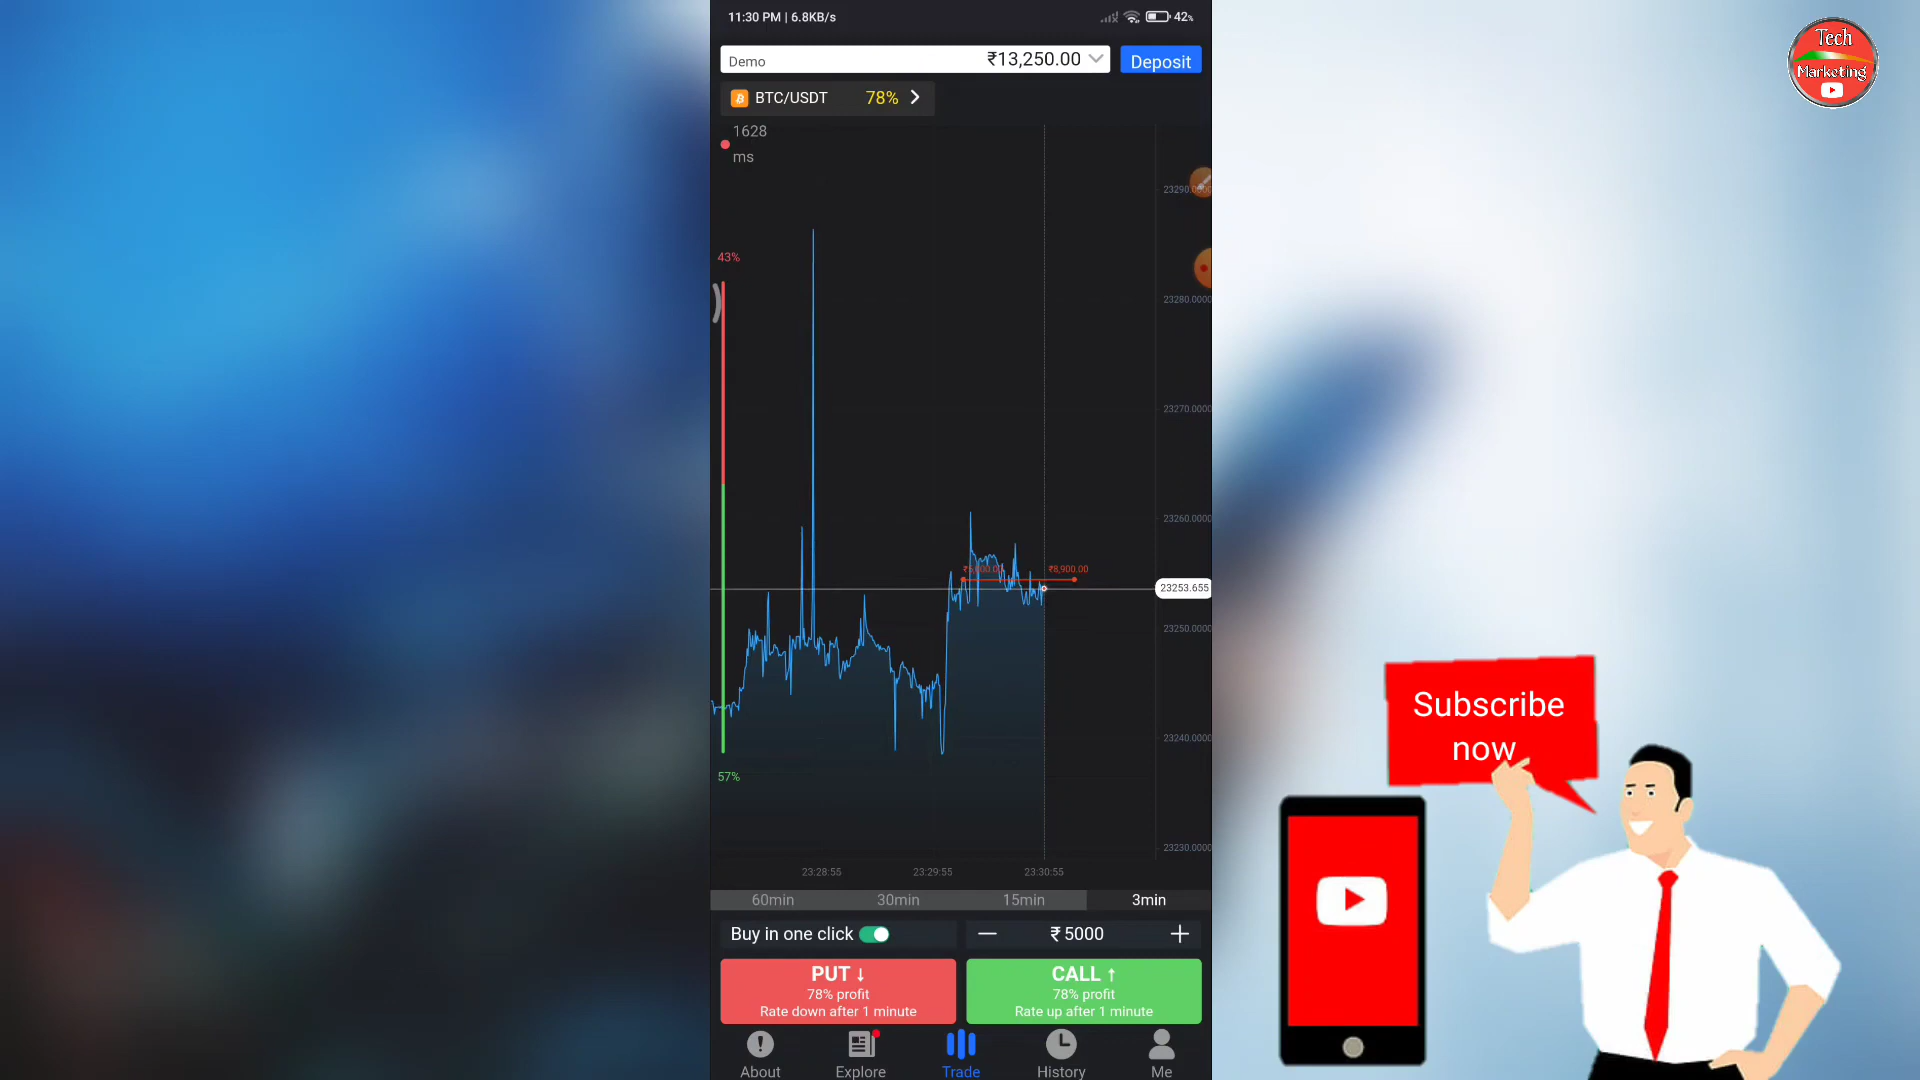 11:30 PM | 6.8KB/s
42%
Demo
₹13,250.00
Deposit
BTC/USDT
78%
1628
ms
43%
57%
23290.0000
23280.0000
23270.0000
23260.0000
23253.655
23250.0000
23240.0000
23230.0000
₹8,900.00
23:28:55
23:29:55
23:30:55
60min
30min
15min
3min
Buy in one click
₹ 5000
PUT ↓
78% profit
Rate down after 1 minute
CALL ↑
78% profit
Rate up after 1 minute
About
Explore
Trade
History
Me
Tech
Marketing
Subscribe
now